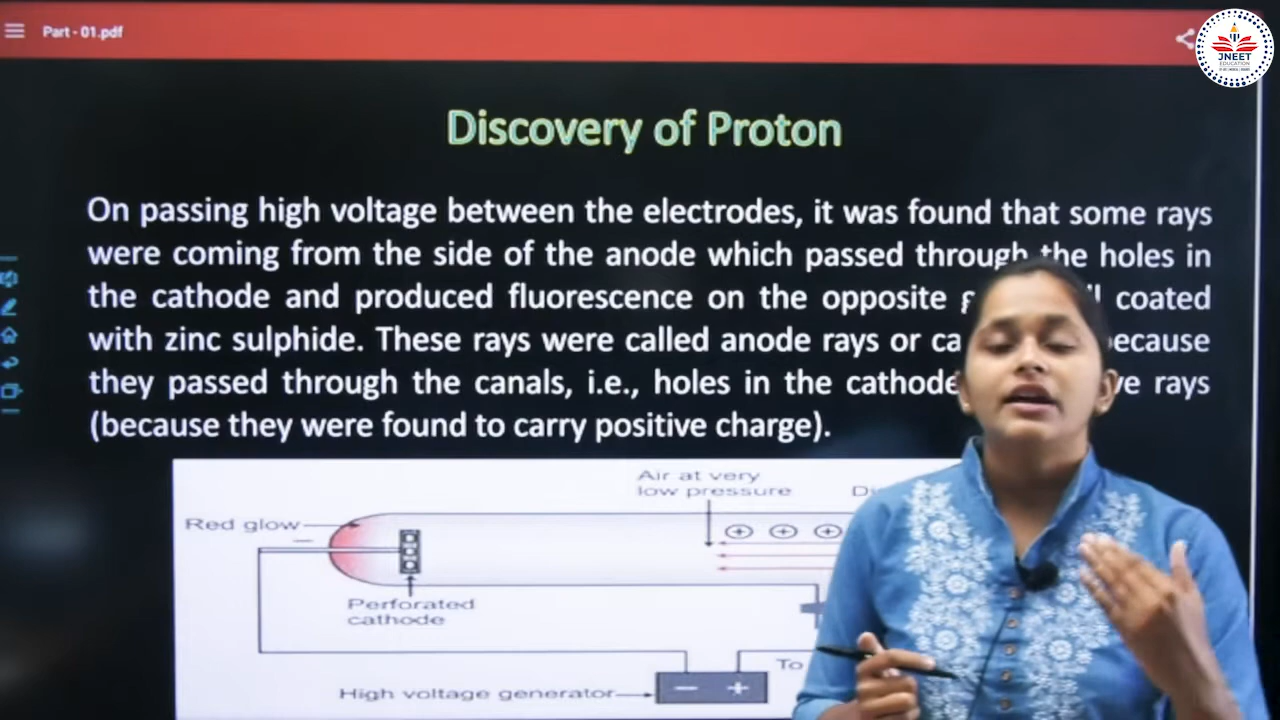 Part - 01.pdf
JNEET
EDUCATION
Discovery of Proton
On passing high voltage between the electrodes, it was found that some rays
were coming from the side of the anode which passed through the holes in
the cathode and produced fluorescence on the opposite coated
with zinc sulphide. These rays were called anode rays or
they passed through the canals, i.e., holes in the cathode rays
(because they were found to carry positive charge).
Air at very
low pressure
Red glow
−
+ + +
Perforated
cathode
To
High voltage generator
− +